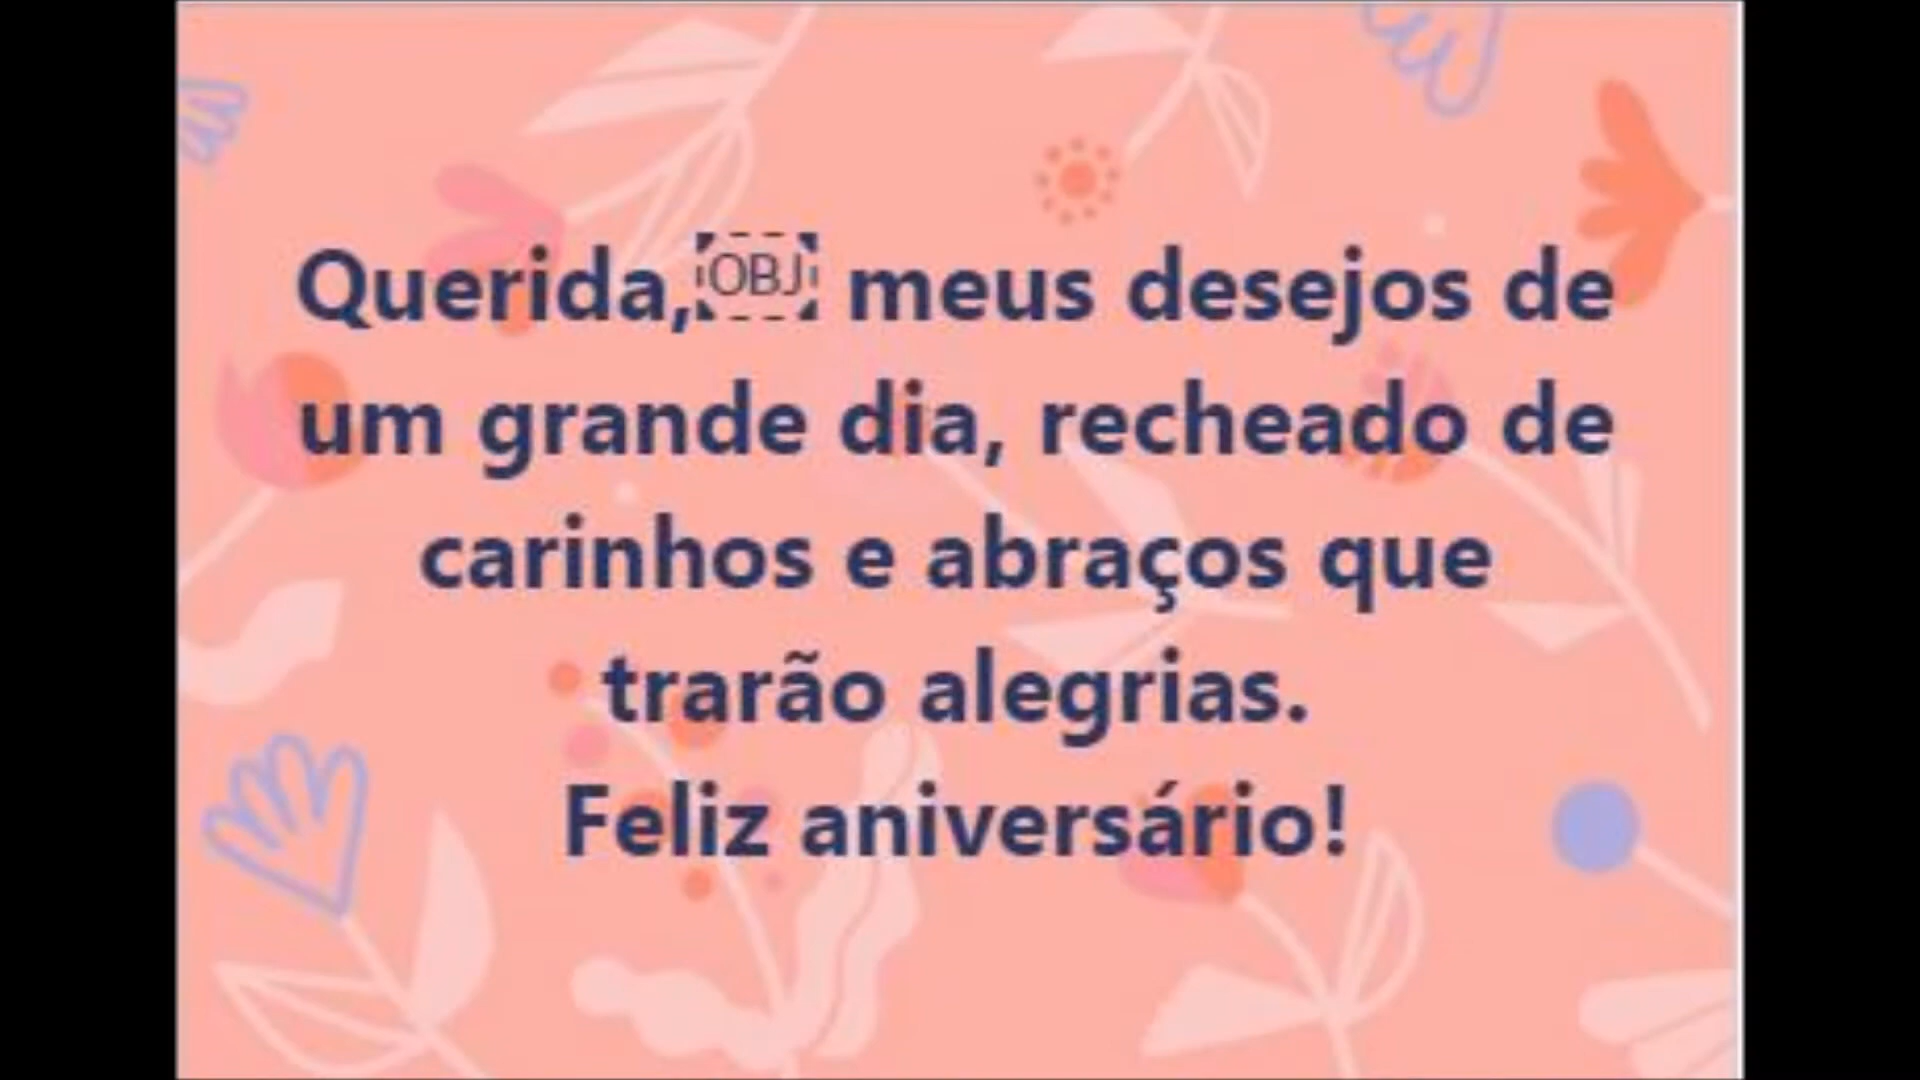 Querida,￼ meus desejos de
um grande dia, recheado de
carinhos e abraços que
trarão alegrias.
Feliz aniversário!